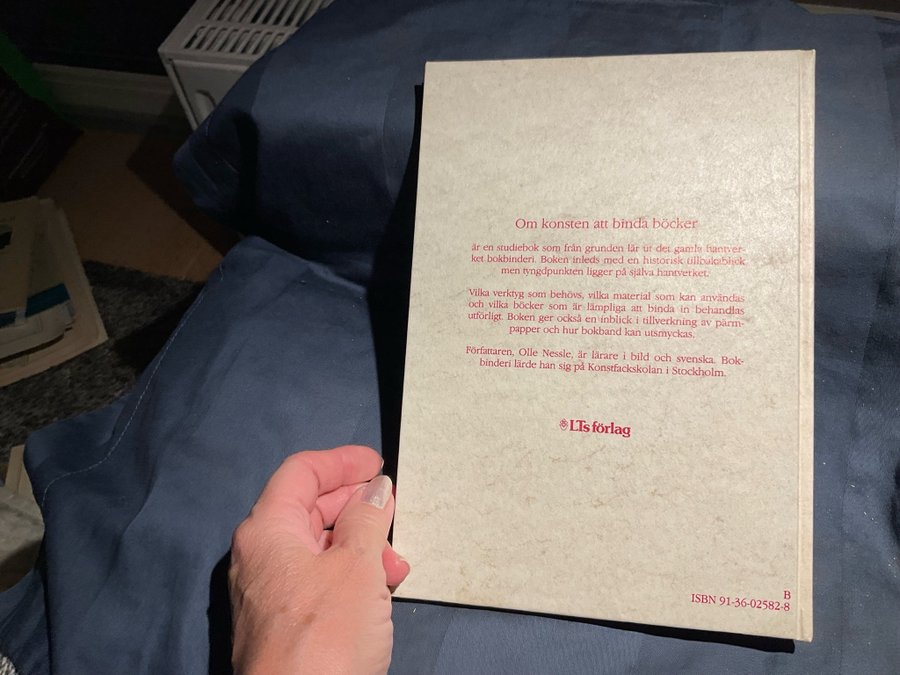 Om konsten att binda böcker
är en studiebok som från grunden lär ut det gamla hantver-
ket bokbinderi. Boken inleds med en historisk tillbakablick
men tyngdpunkten ligger på själva hantverket.
Vilka verktyg som behövs, vilka material som kan användas
och vilka böcker som är lämpliga att binda in behandlas
utförligt. Boken ger också en inblick i tillverkning av pärm-
papper och hur bokband kan utsmyckas.
Författaren, Olle Nessle, är lärare i bild och svenska. Bok-
binderi lärde han sig på Konstfackskolan i Stockholm.
LTs förlag
B
ISBN 91-36-02582-8